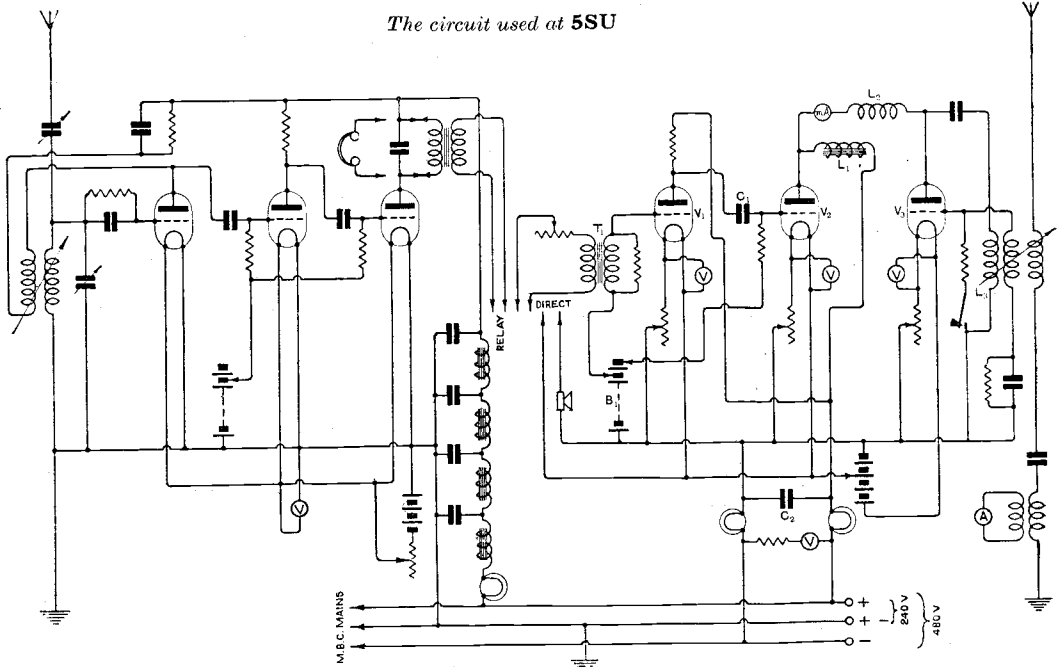 The circuit used at 5SU
mA
L₂
L₁
C₁
V₁
V₂
V₃
T₁
V
V
V
L₃
DIRECT
RELAY
B₁
V
C₂
V
A
M.B.C. MAINS
+
+ −
−
240 V
480 V